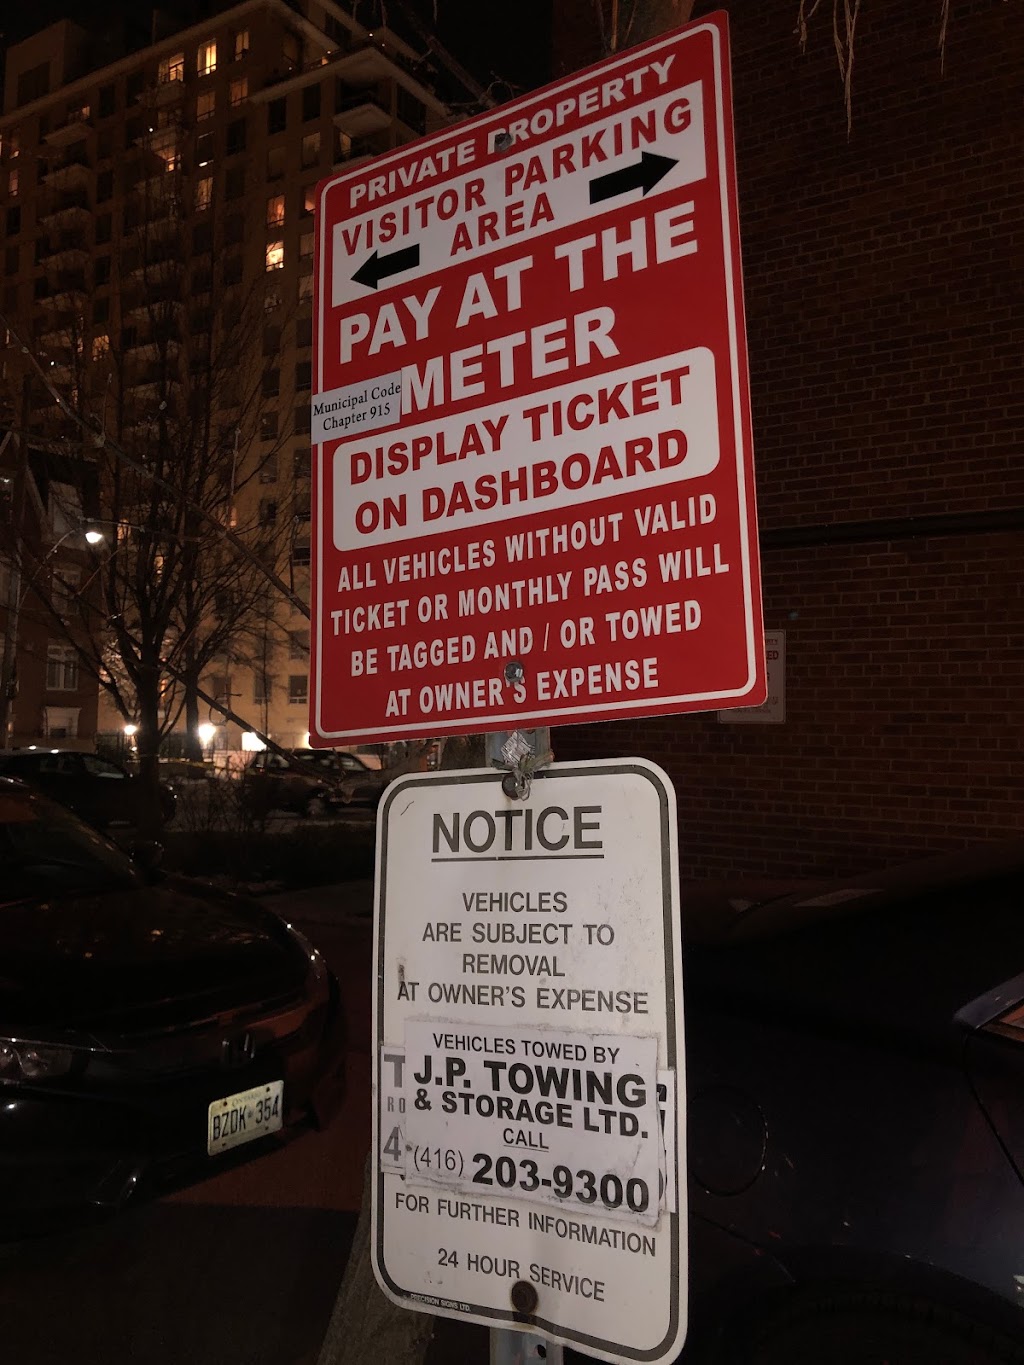 PRIVATE PROPERTY
VISITOR PARKING
AREA
PAY AT THE
METER
Municipal Code
Chapter 915
DISPLAY TICKET
ON DASHBOARD
ALL VEHICLES WITHOUT VALID
TICKET OR MONTHLY PASS WILL
BE TAGGED AND / OR TOWED
AT OWNER'S EXPENSE
NOTICE
VEHICLES
ARE SUBJECT TO
REMOVAL
AT OWNER'S EXPENSE
VEHICLES TOWED BY
J.P. TOWING
& STORAGE LTD.
CALL
(416) 203-9300
FOR FURTHER INFORMATION
24 HOUR SERVICE
PRECISION SIGNS LTD.
BZDK 354